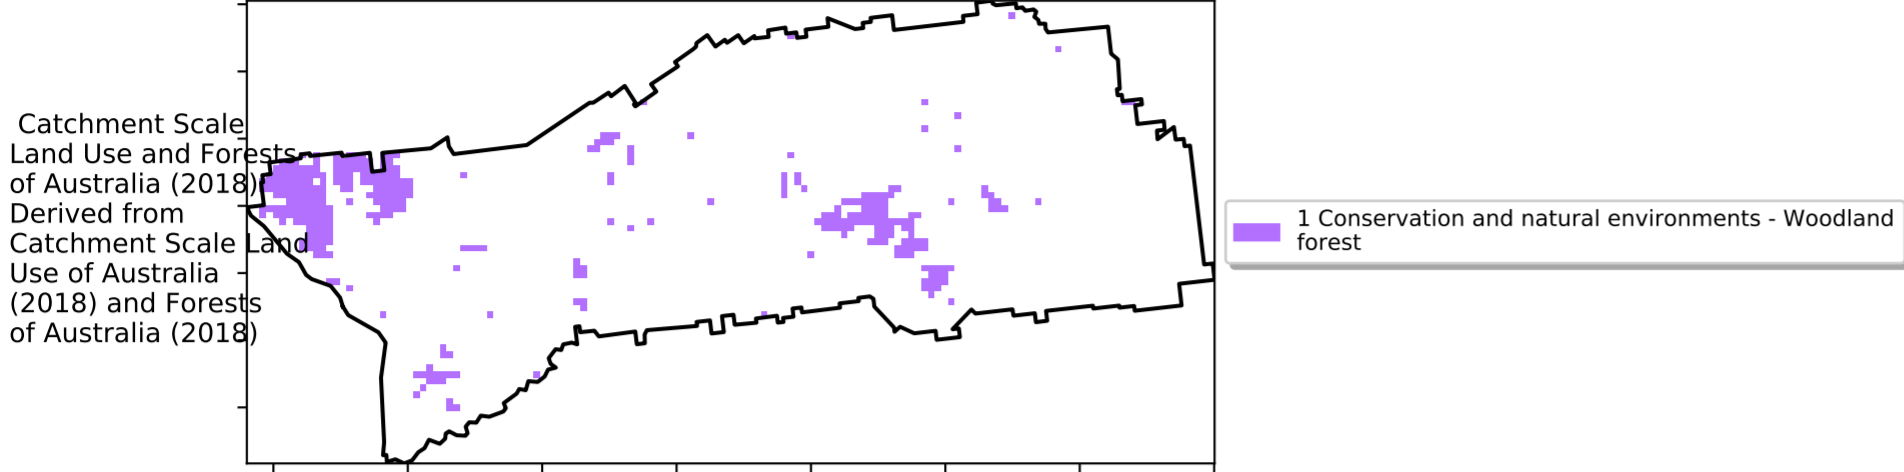 Catchment Scale
Land Use and Forests
of Australia (2018)
Derived from
Catchment Scale Land
Use of Australia
(2018) and Forests
of Australia (2018)
1 Conservation and natural environments - Woodland
forest